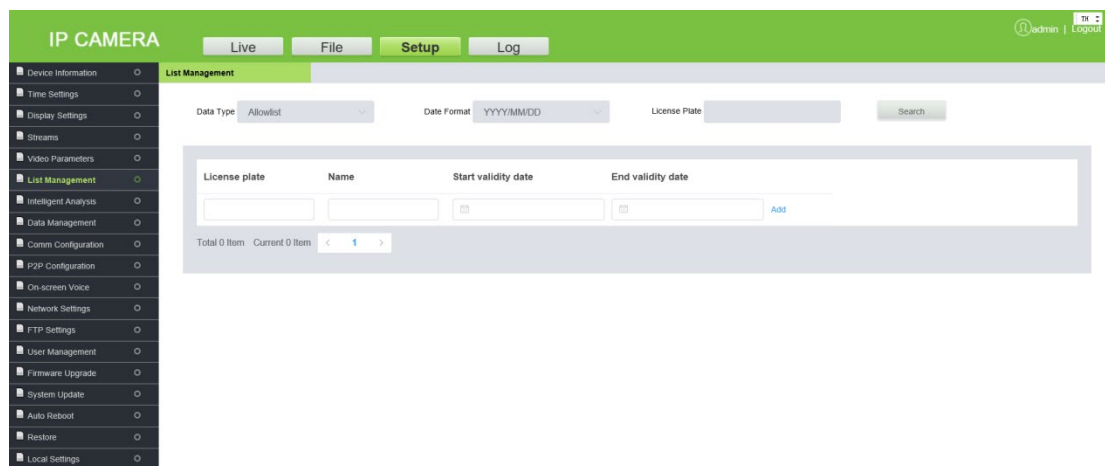 IP CAMERA
Live File Setup Log
TH
admin | Logout
Device Information
Time Settings
Display Settings
Streams
Video Parameters
List Management
Intelligent Analysis
Data Management
Comm Configuration
P2P Configuration
On-screen Voice
Network Settings
FTP Settings
User Management
Firmware Upgrade
System Update
Auto Reboot
Restore
Local Settings
List Management
Data Type Allowlist Date Format YYYY/MM/DD License Plate Search
License plate Name Start validity date End validity date
Add
Total 0 Item Current 0 Item < 1 >